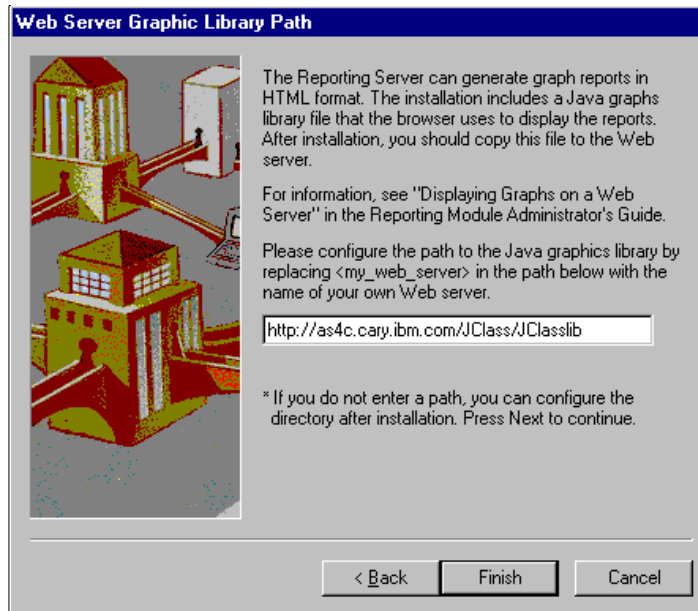 Web Server Graphic Library Path
The Reporting Server can generate graph reports in
HTML format. The installation includes a Java graphs
library file that the browser uses to display the reports.
After installation, you should copy this file to the Web
server.
For information, see "Displaying Graphs on a Web
Server" in the Reporting Module Administrator's Guide.
Please configure the path to the Java graphics library by
replacing <my_web_server> in the path below with the
name of your own Web server.
http://as4c.cary.ibm.com/JClass/JClasslib
* If you do not enter a path, you can configure the
directory after installation. Press Next to continue.
< Back
Finish
Cancel